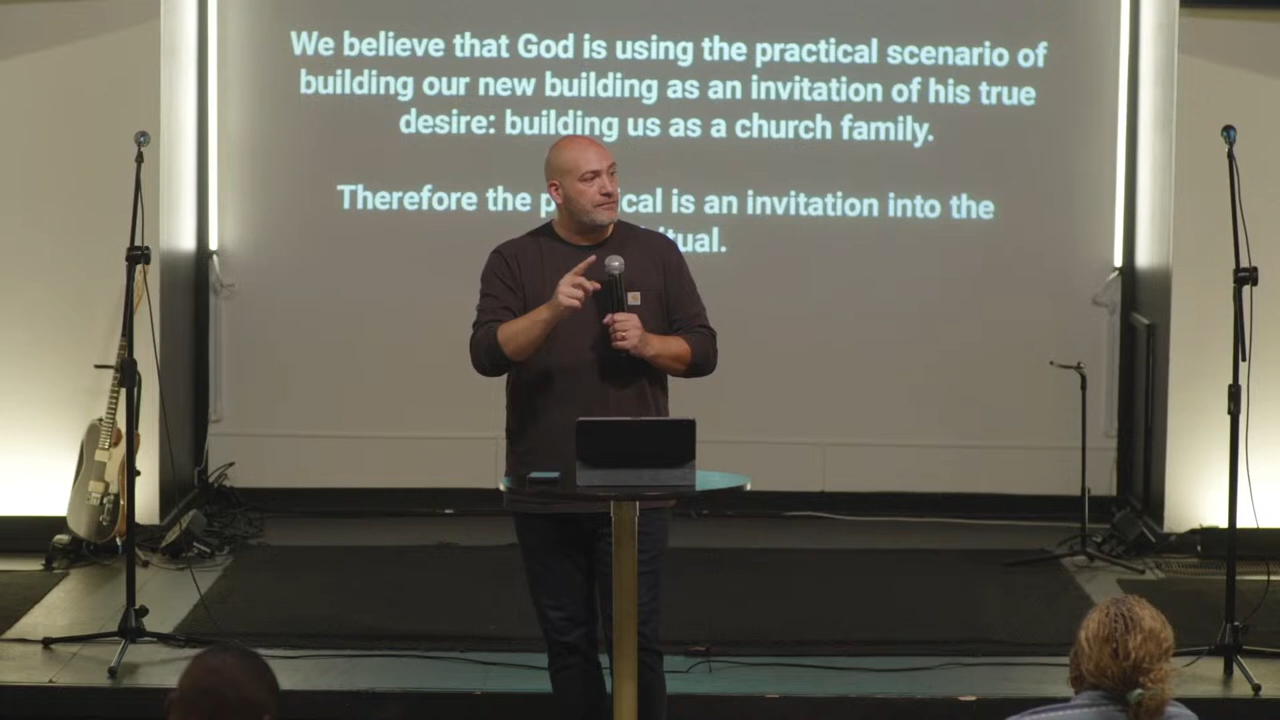 We believe that God is using the practical scenario of
building our new building as an invitation of his true
desire: building us as a church family.
Therefore the is an invitation into the